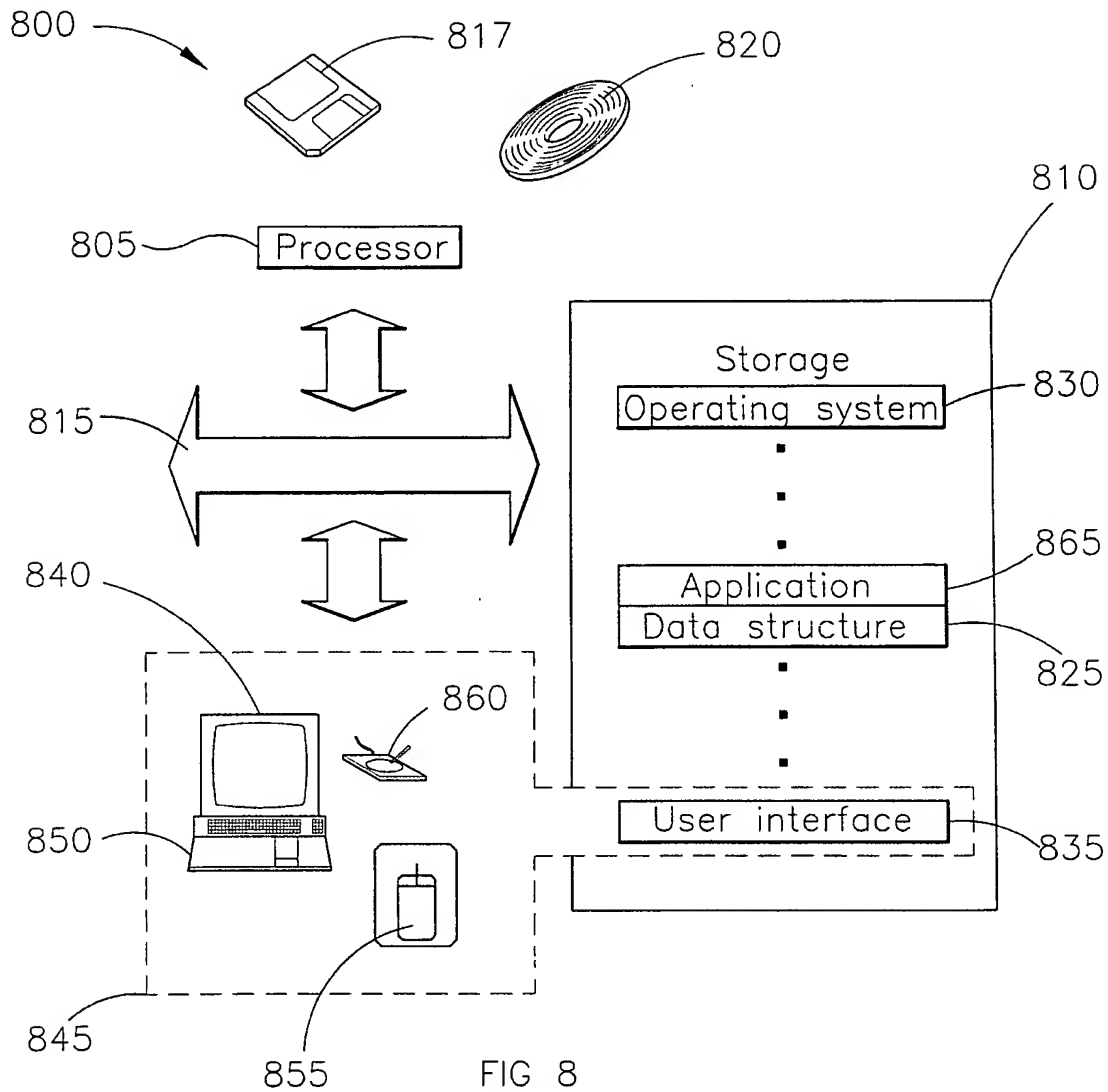 800
817
820
810
805
Processor
Storage
Operating system
830
815
865
Application
Data structure
825
840
860
850
User interface
835
845
855
FIG 8